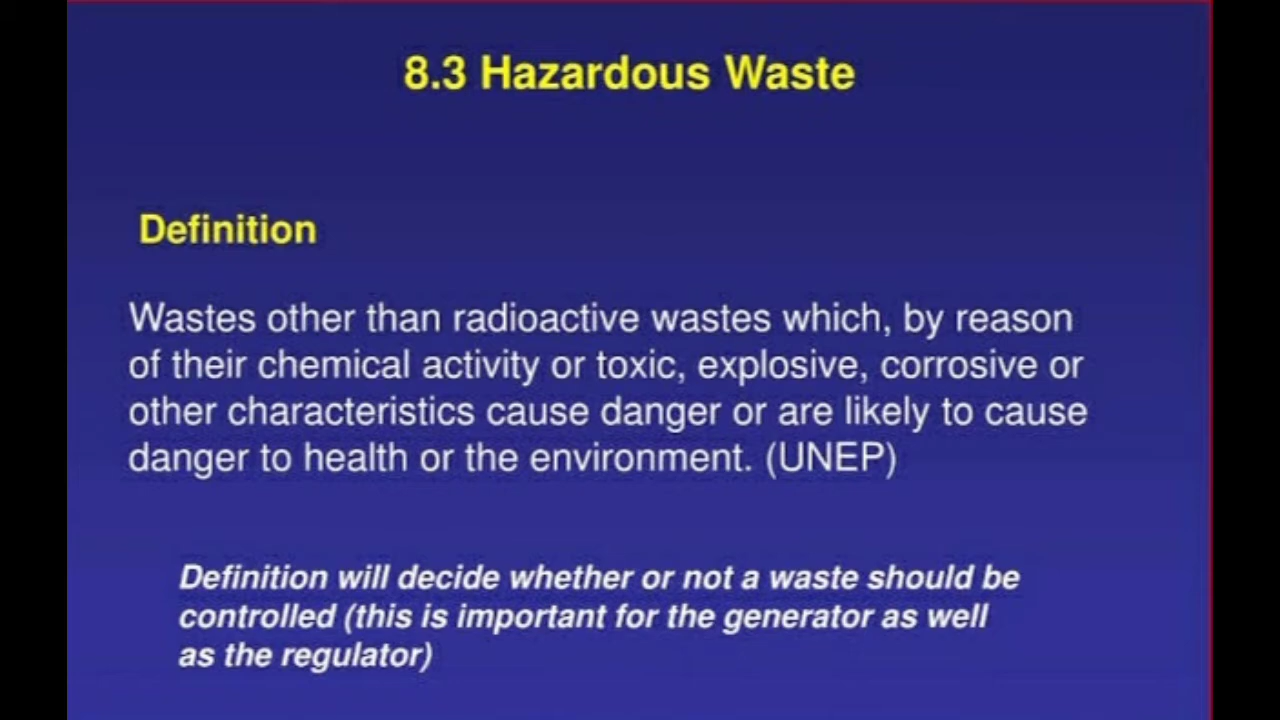 8.3 Hazardous Waste
Definition
Wastes other than radioactive wastes which, by reason
of their chemical activity or toxic, explosive, corrosive or
other characteristics cause danger or are likely to cause
danger to health or the environment. (UNEP)
Definition will decide whether or not a waste should be
controlled (this is important for the generator as well
as the regulator)